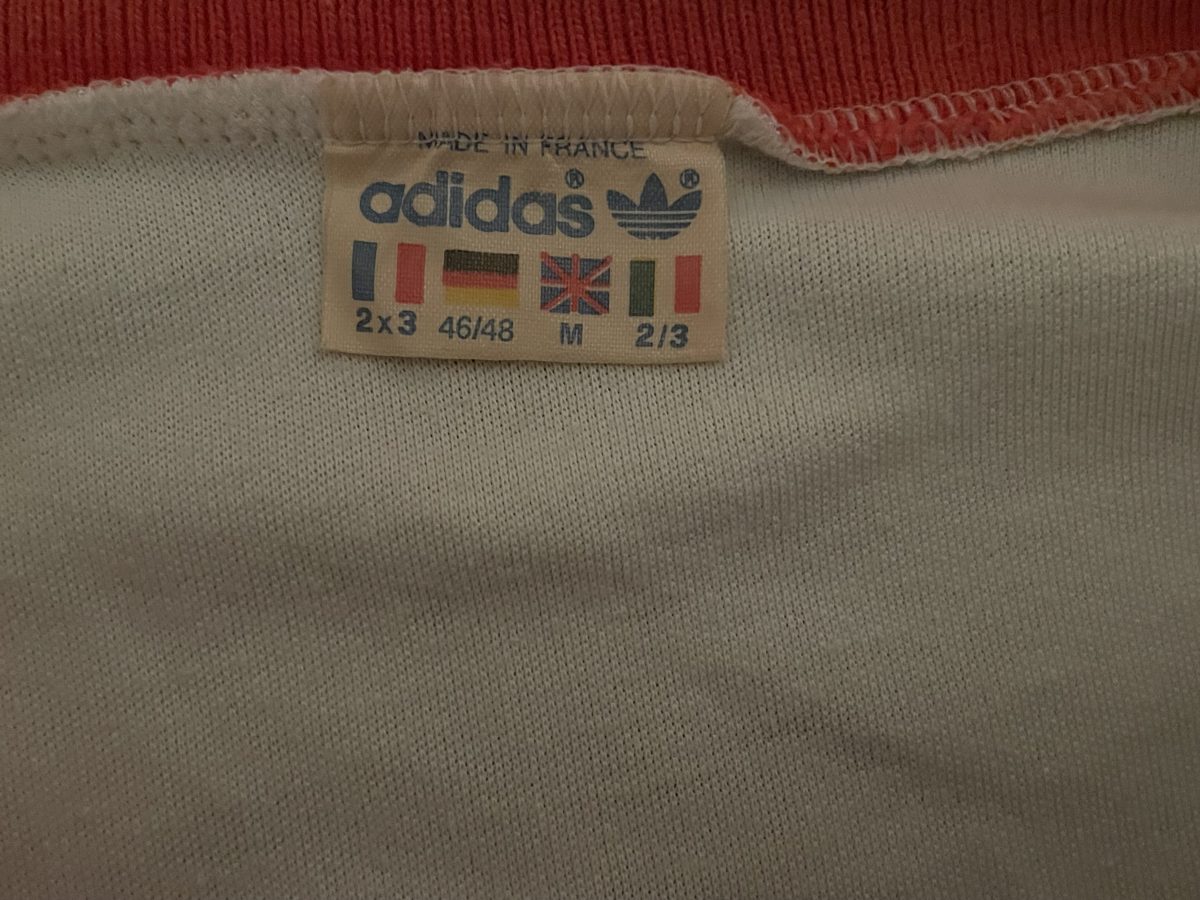 MADE IN FRANCE
adidas® ®
2x3 46/48 M 2/3